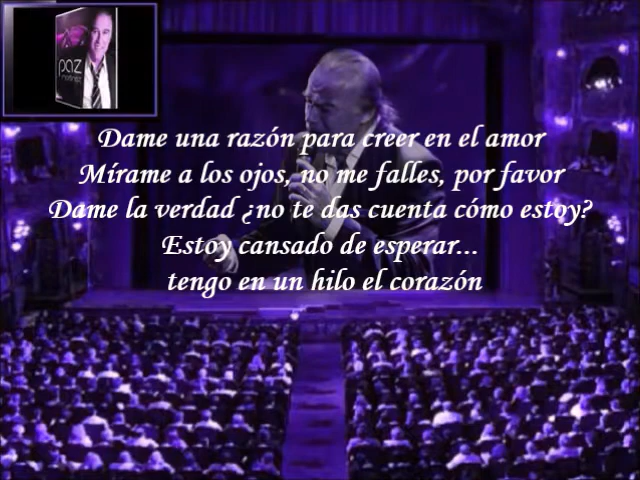 paz
martínez
Dame una razón para creer en el amor
Mírame a los ojos, no me falles, por favor
Dame la verdad ¿no te das cuenta cómo estoy?
Estoy cansado de esperar...
tengo en un hilo el corazón